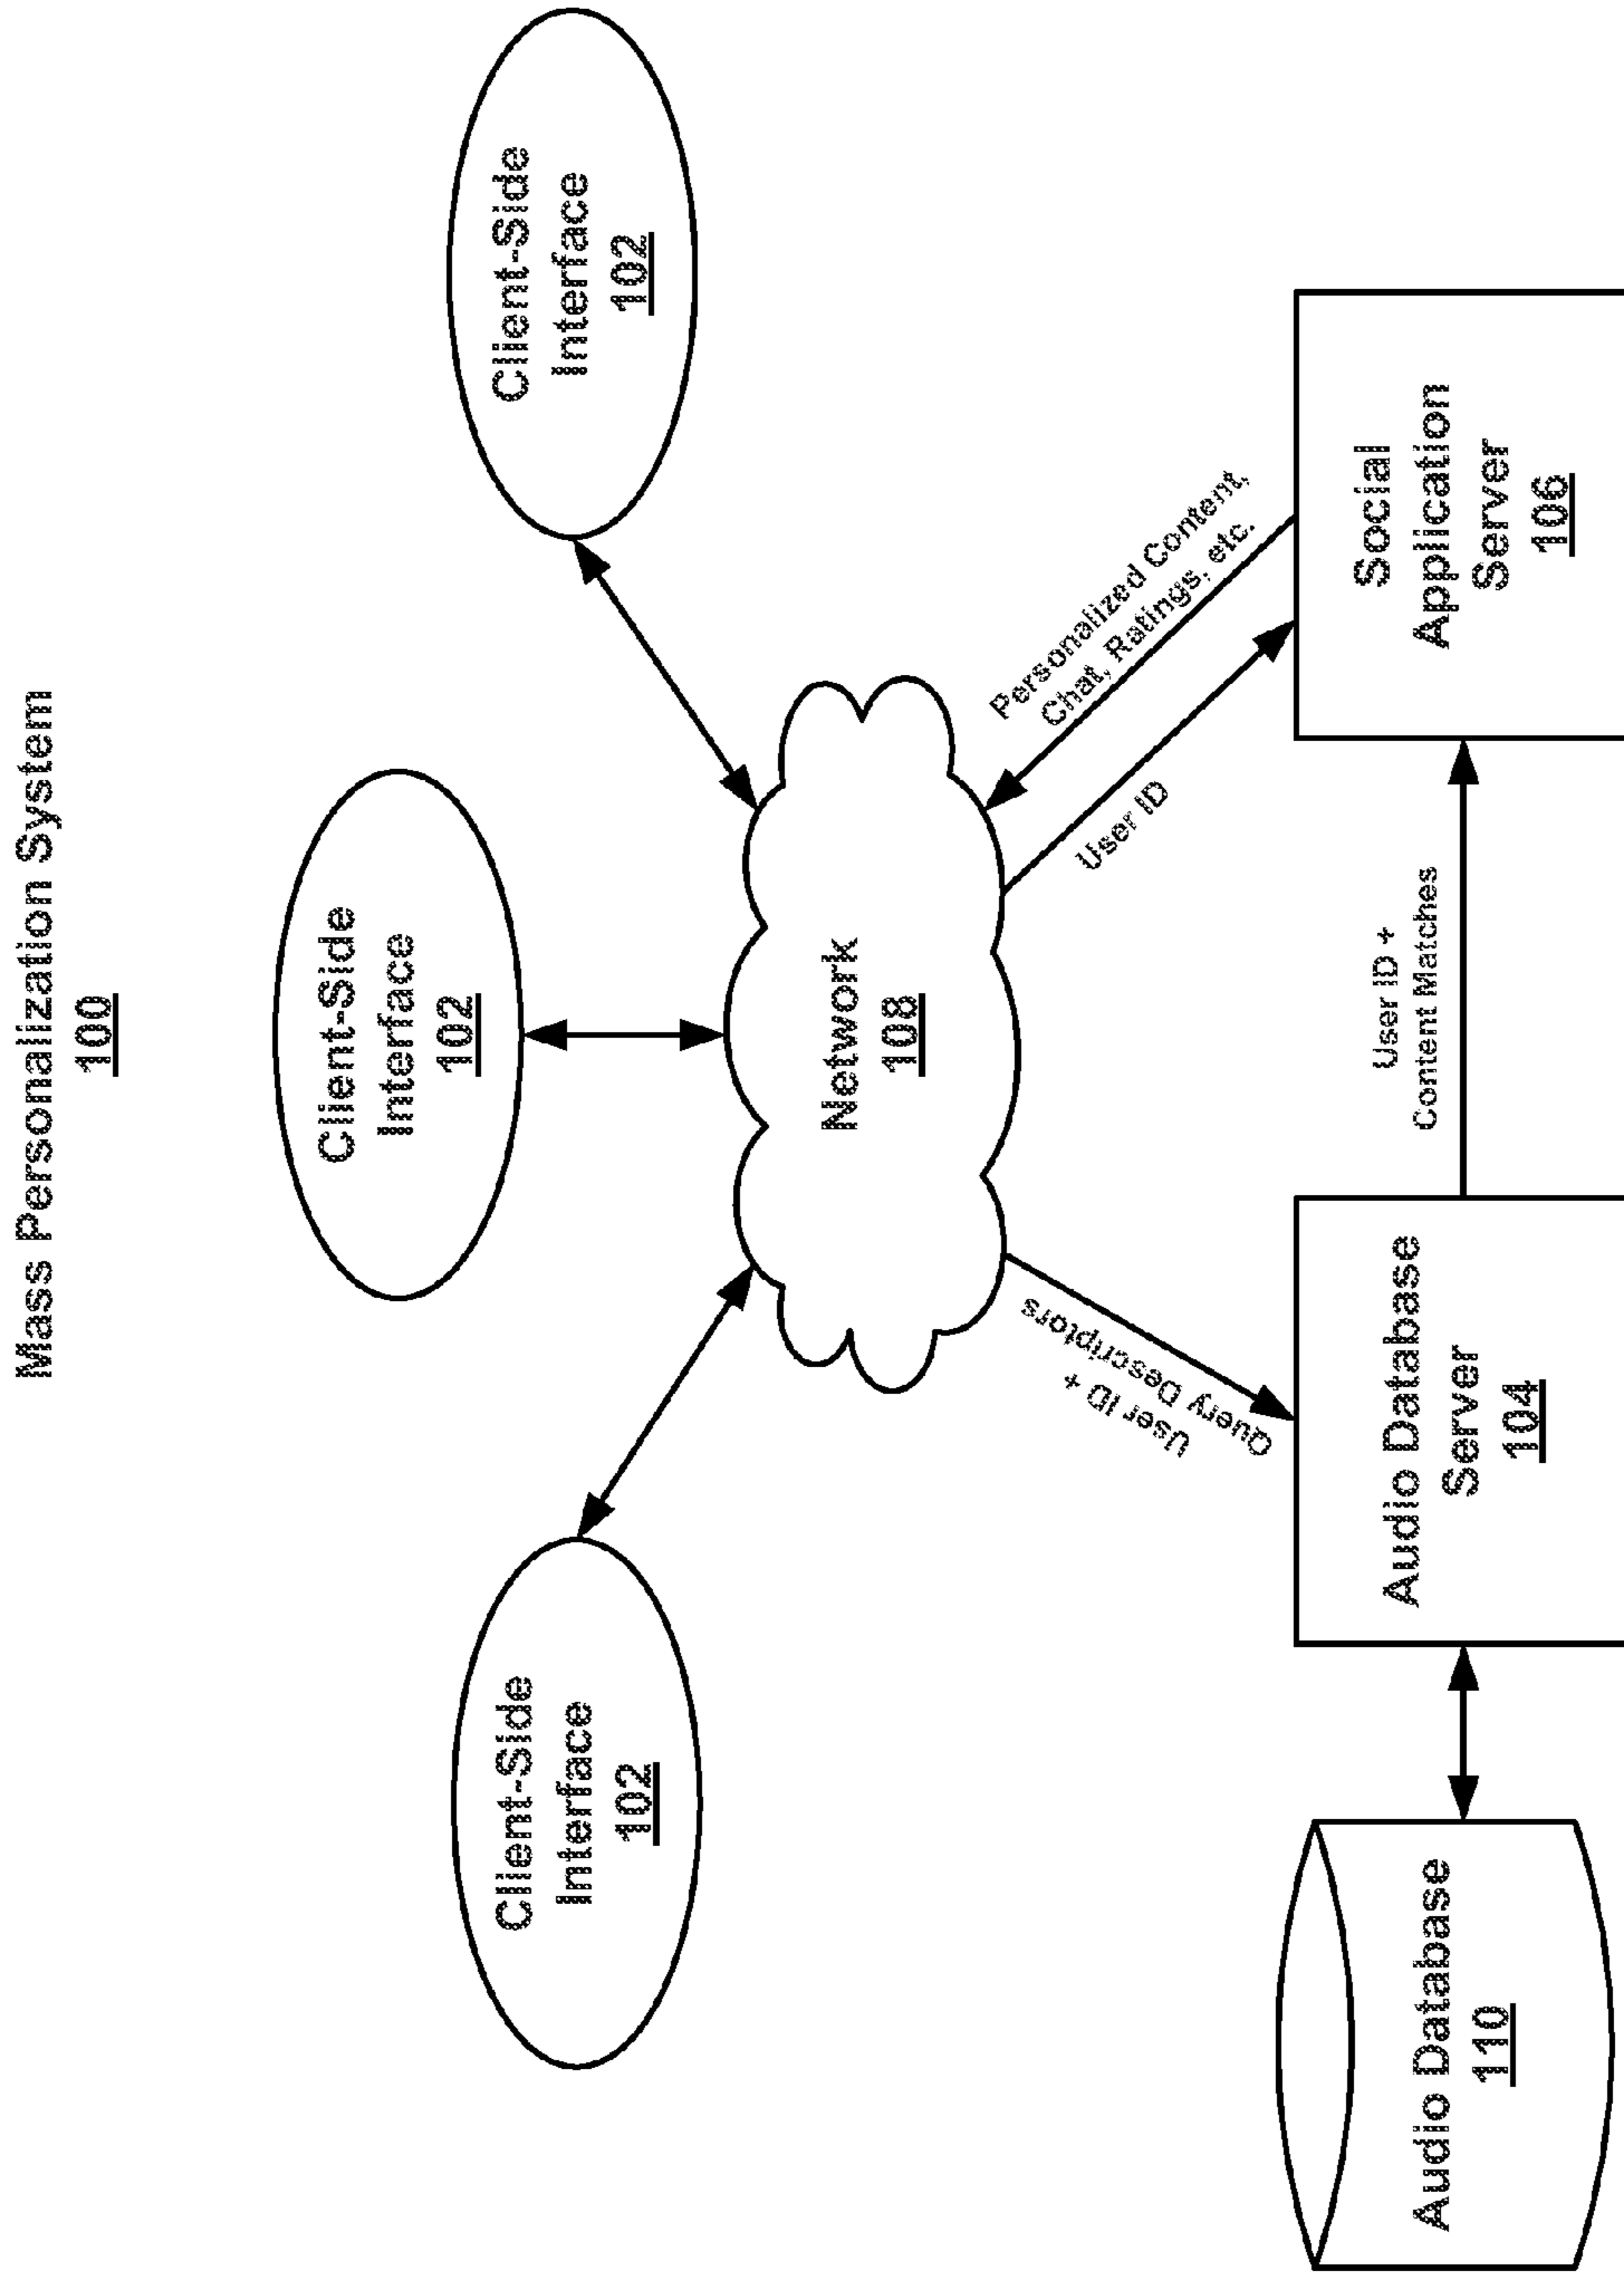 Mass Personalization System
100
Client-Side
Interface
102
Client-Side
Interface
102
Client-Side
Interface
102
Network
108
User ID +
Query Descriptors
User ID
Personalized Content,
Chat, Ratings, etc.
Audio Database
110
Audio Database
Server
104
User ID +
Content Matches
Social
Application
Server
106